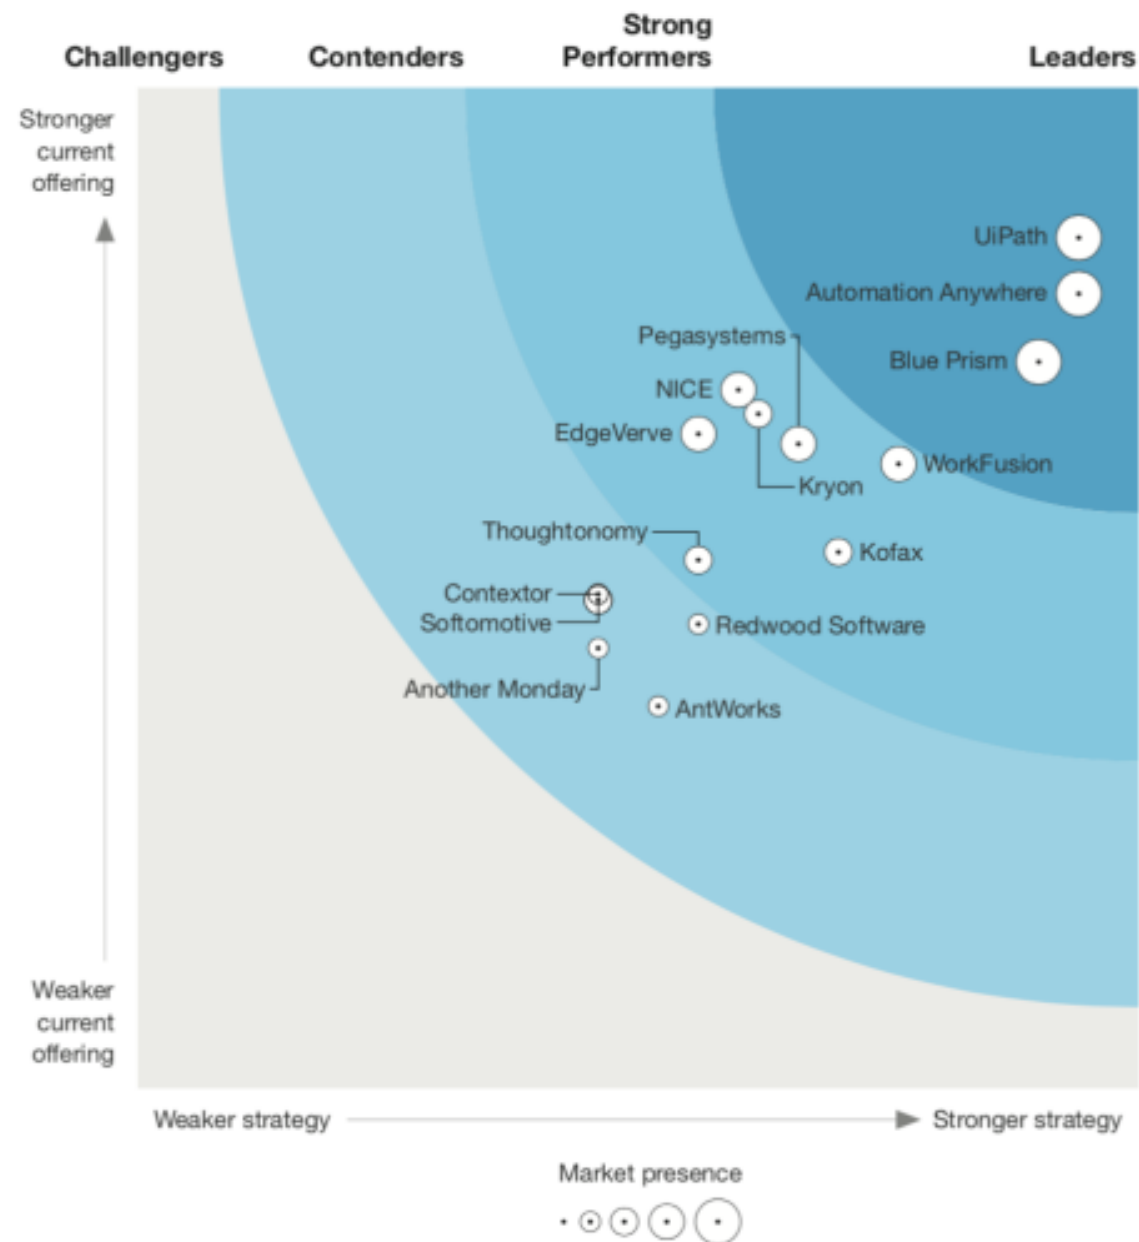 Strong
Challengers Contenders Performers Leaders
Stronger
current
offering
UiPath
Automation Anywhere
Pegasystems
Blue Prism
NICE
EdgeVerve
WorkFusion
Kryon
Thoughtonomy
Kofax
Contextor
Softomotive
Redwood Software
Another Monday
AntWorks
Weaker
current
offering
Weaker strategy Stronger strategy
Market presence